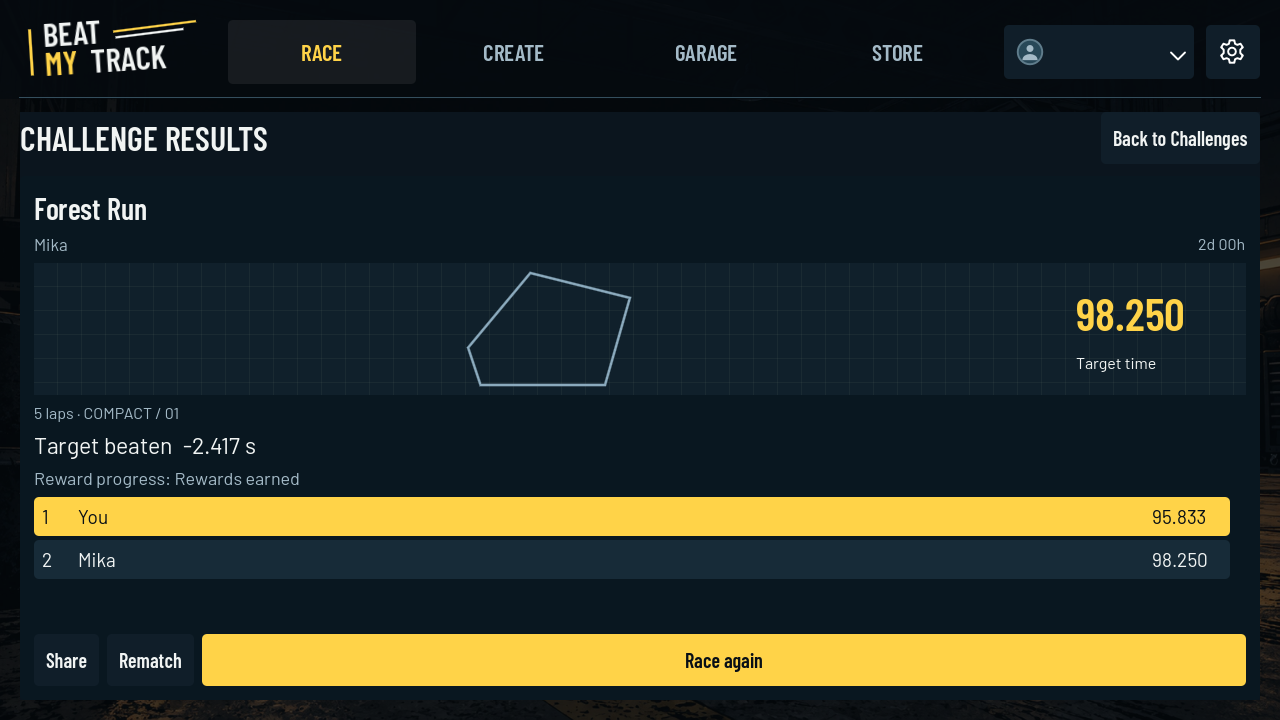 BEAT
MY TRACK
RACE
CREATE
GARAGE
STORE
CHALLENGE RESULTS
Back to Challenges
Forest Run
Mika
2d 00h
98.250
Target time
5 laps · COMPACT / 01
Target beaten -2.417 s
Reward progress: Rewards earned
1 You 95.833
2 Mika 98.250
Share
Rematch
Race again